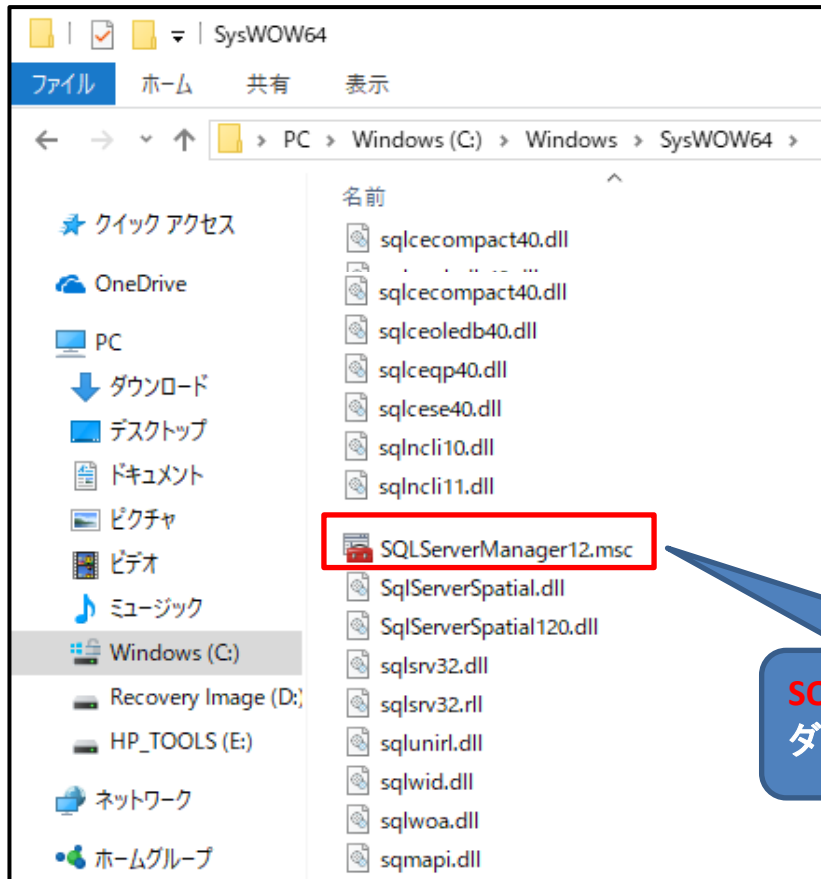 SysWOW64
ファイル ホーム 共有 表示
PC > Windows (C:) > Windows > SysWOW64 >
名前
クイック アクセス
OneDrive
PC
ダウンロード
デスクトップ
ドキュメント
ピクチャ
ビデオ
ミュージック
Windows (C:)
Recovery Image (D:)
HP_TOOLS (E:)
ネットワーク
ホームグループ
sqlcecompact40.dll
sqlcecompact40.dll
sqlceoledb40.dll
sqlceqp40.dll
sqlcese40.dll
sqlncli10.dll
sqlncli11.dll
SQLServerManager12.msc
SqlServerSpatial.dll
SqlServerSpatial120.dll
sqlsrv32.dll
sqlsrv32.rll
sqlunirl.dll
sqlwid.dll
sqlwoa.dll
sqmapi.dll